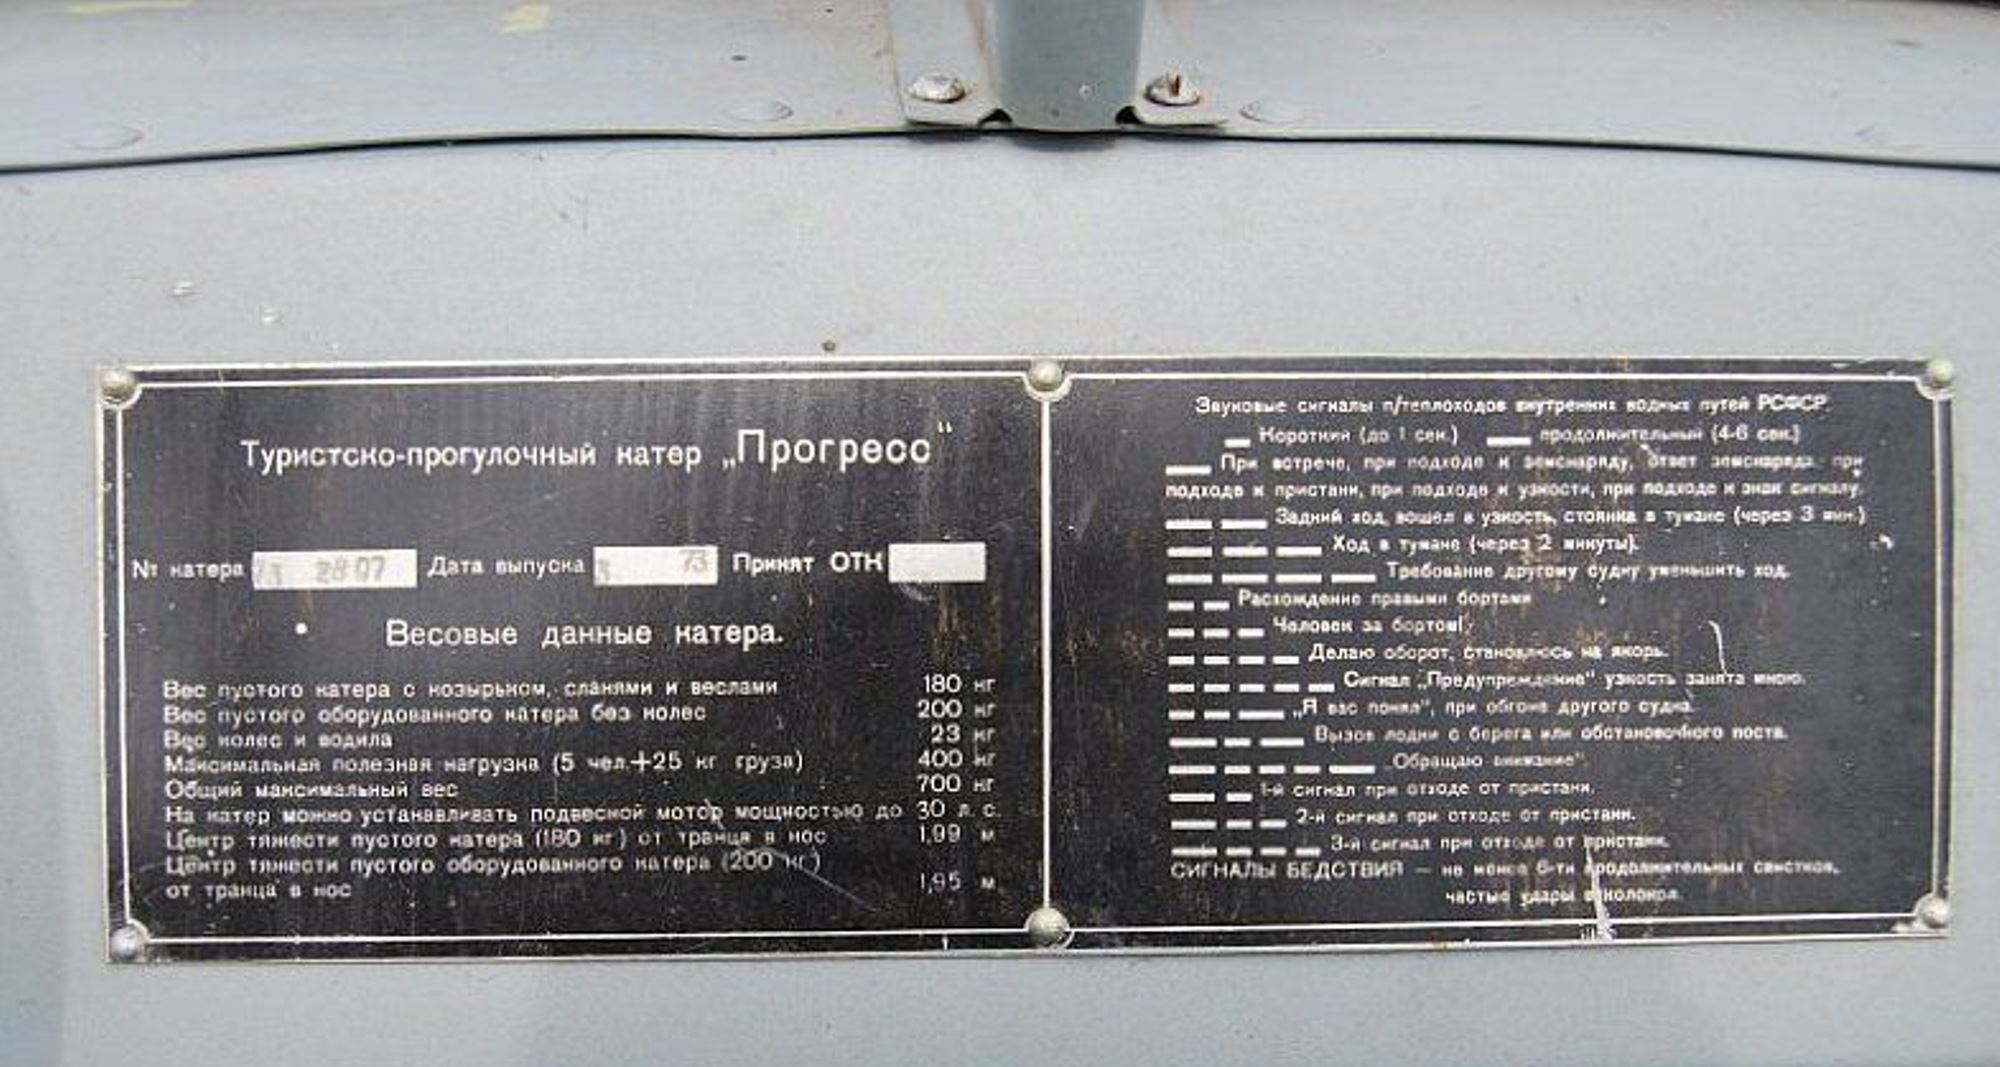 Туристско-прогулочный катер „Прогресс“
№ катера 2807 Дата выпуска 73 Принят ОТК
Весовые данные катера.
Вес пустого катера с козырьком, сланями и веслами 180 кг
Вес пустого оборудованного катера без колес 200 кг
Вес колес и водила 23 кг
Максимальная полезная нагрузка (5 чел.+25 кг груза) 400 кг
Общий максимальный вес 700 кг
На катер можно устанавливать подвесной мотор мощностью до 30 л. с.
Центр тяжести пустого катера (180 кг) от транца в нос 1,99 м
Центр тяжести пустого оборудованного катера (200 кг)
от транца в нос 1,95 м
Звуковые сигналы п/теплоходов внутренних водных путей РСФСР
Короткий (до 1 сек.) продолжительный (4-6 сек.)
При встрече, при подходе к земснаряду, ответ земснаряда при
подходе к пристани, при подходе к узкости, при подходе к знак сигналу.
Задний ход, вошел в узкость, стоянка в тумане (через 3 мин.)
Ход в тумане (через 2 минуты).
Требование другому судну уменьшить ход.
Расхождение правыми бортами
Человек за бортом!
Делаю оборот, становлюсь на якорь.
Сигнал „Предупреждение“ узкость занята мною.
„Я вас понял“, при обгоне другого судна.
Вызов лодки с берега или обстановочного поста.
„Обращаю внимание“.
1-й сигнал при отходе от пристани.
2-й сигнал при отходе от пристани.
3-й сигнал при отходе от пристани.
СИГНАЛЫ БЕДСТВИЯ — не менее 6-ти продолжительных свистков,
частые удары в колокол.